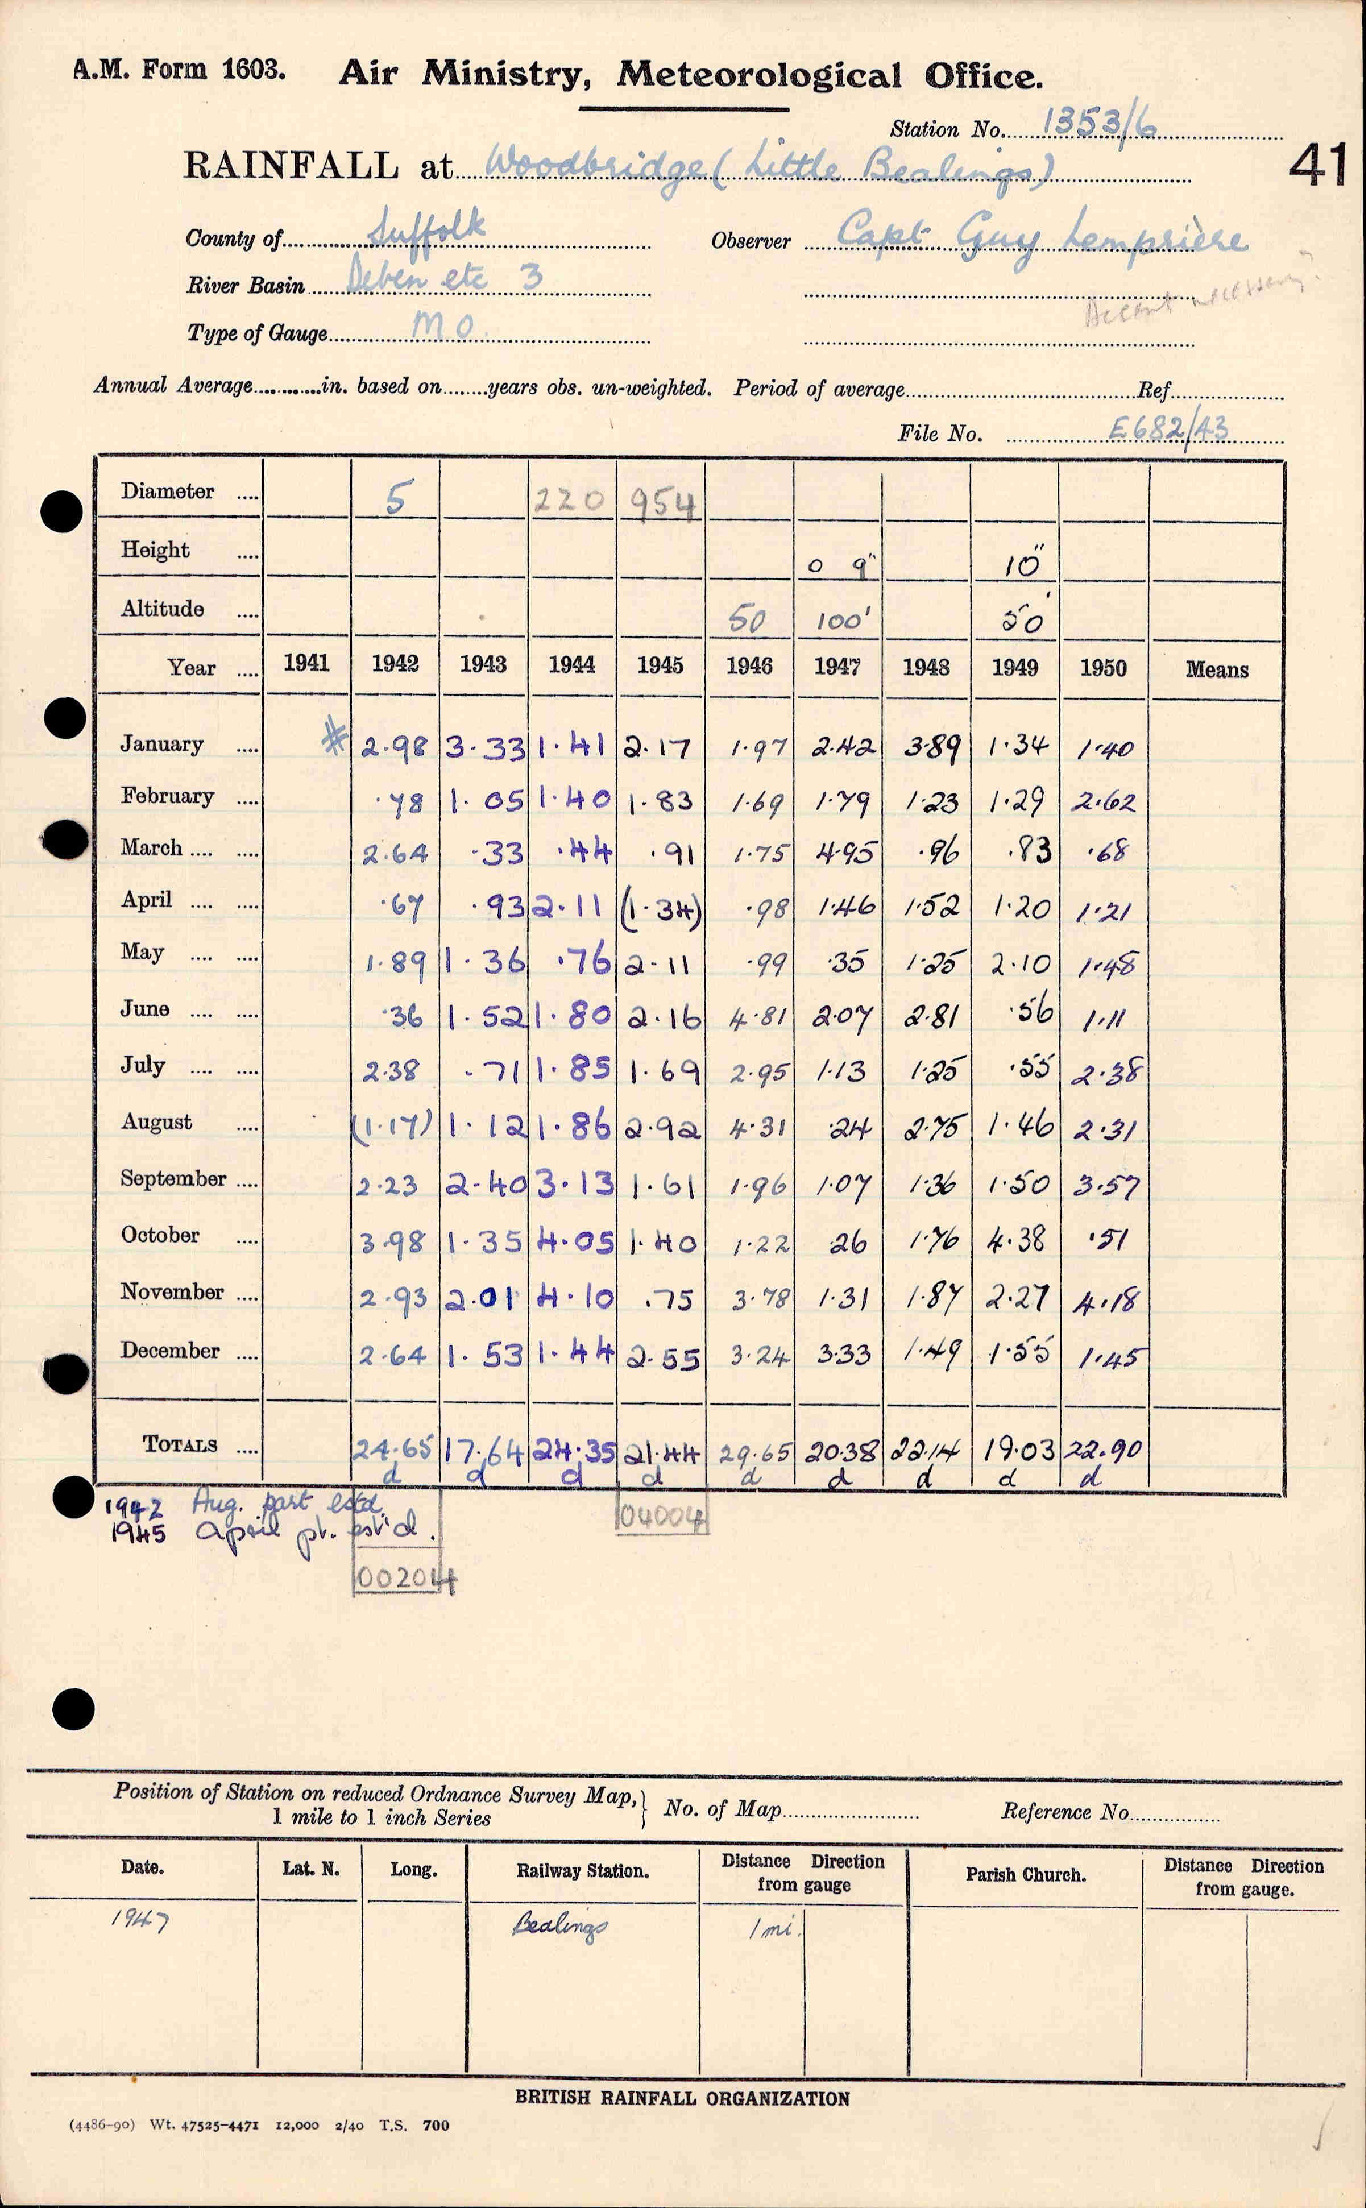 A.M. Form 1603. Air Ministry, Meteorological Office.
Station No. 1353/6
41
RAINFALL at Woodbridge (Little Bealings)
County of Suffolk Observer Capt Guy Lemprière
River Basin Deben etc 3
necessary?
Type of Gauge M O.
Annual Average in. based on years obs. un-weighted. Period of average Ref
File No. E682/43
Diameter 5 220 954
Height 0 9" 10"
Altitude 50 100' 50'
Year 1941 1942 1943 1944 1945 1946 1947 1948 1949 1950 Means
January # 2.98 3.33 1.41 2.17 1.97 2.42 3.89 1.34 1.40
February .78 1.05 1.40 1.83 1.69 1.79 1.23 1.29 2.62
March 2.64 .33 .44 .91 1.75 4.95 .96 .83 .68
April .67 .93 2.11 (1.34) .98 1.46 1.52 1.20 1.21
May 1.89 1.36 .76 2.11 .99 .35 1.25 2.10 1.48
June .36 1.52 1.80 2.16 4.81 2.07 2.81 .56 1.11
July 2.38 .71 1.85 1.69 2.95 1.13 1.25 .55 2.38
August (1.17) 1.12 1.86 2.92 4.31 .24 2.75 1.46 2.31
September 2.23 2.40 3.13 1.61 1.96 1.07 1.36 1.50 3.57
October 3.98 1.35 4.05 1.40 1.22 .26 1.76 4.38 .51
November 2.93 2.01 4.10 .75 3.78 1.31 1.87 2.27 4.18
December 2.64 1.53 1.44 2.55 3.24 3.33 1.49 1.55 1.45
TOTALS 24.65 17.64 24.35 21.44 29.65 20.38 22.14 19.03 22.90
d d d d d d d d d
1942 Aug. part estd.
04004
1945 April pt. est'd.
00204
Position of Station on reduced Ordnance Survey Map, } No. of Map Reference No
1 mile to 1 inch Series
Date. Lat. N. Long. Railway Station. Distance Direction from gauge Parish Church. Distance Direction from gauge.
1947 Bealings 1 mi.
BRITISH RAINFALL ORGANIZATION
(4486-90) Wt. 47525-4471 12,000 2/40 T.S. 700